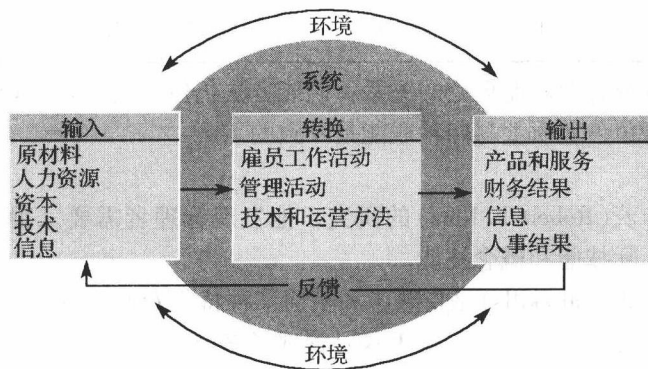 环境
系统
输入
原材料
人力资源
资本
技术
信息
转换
雇员工作活动
管理活动
技术和运营方法
输出
产品和服务
财务结果
信息
人事结果
反馈
环境